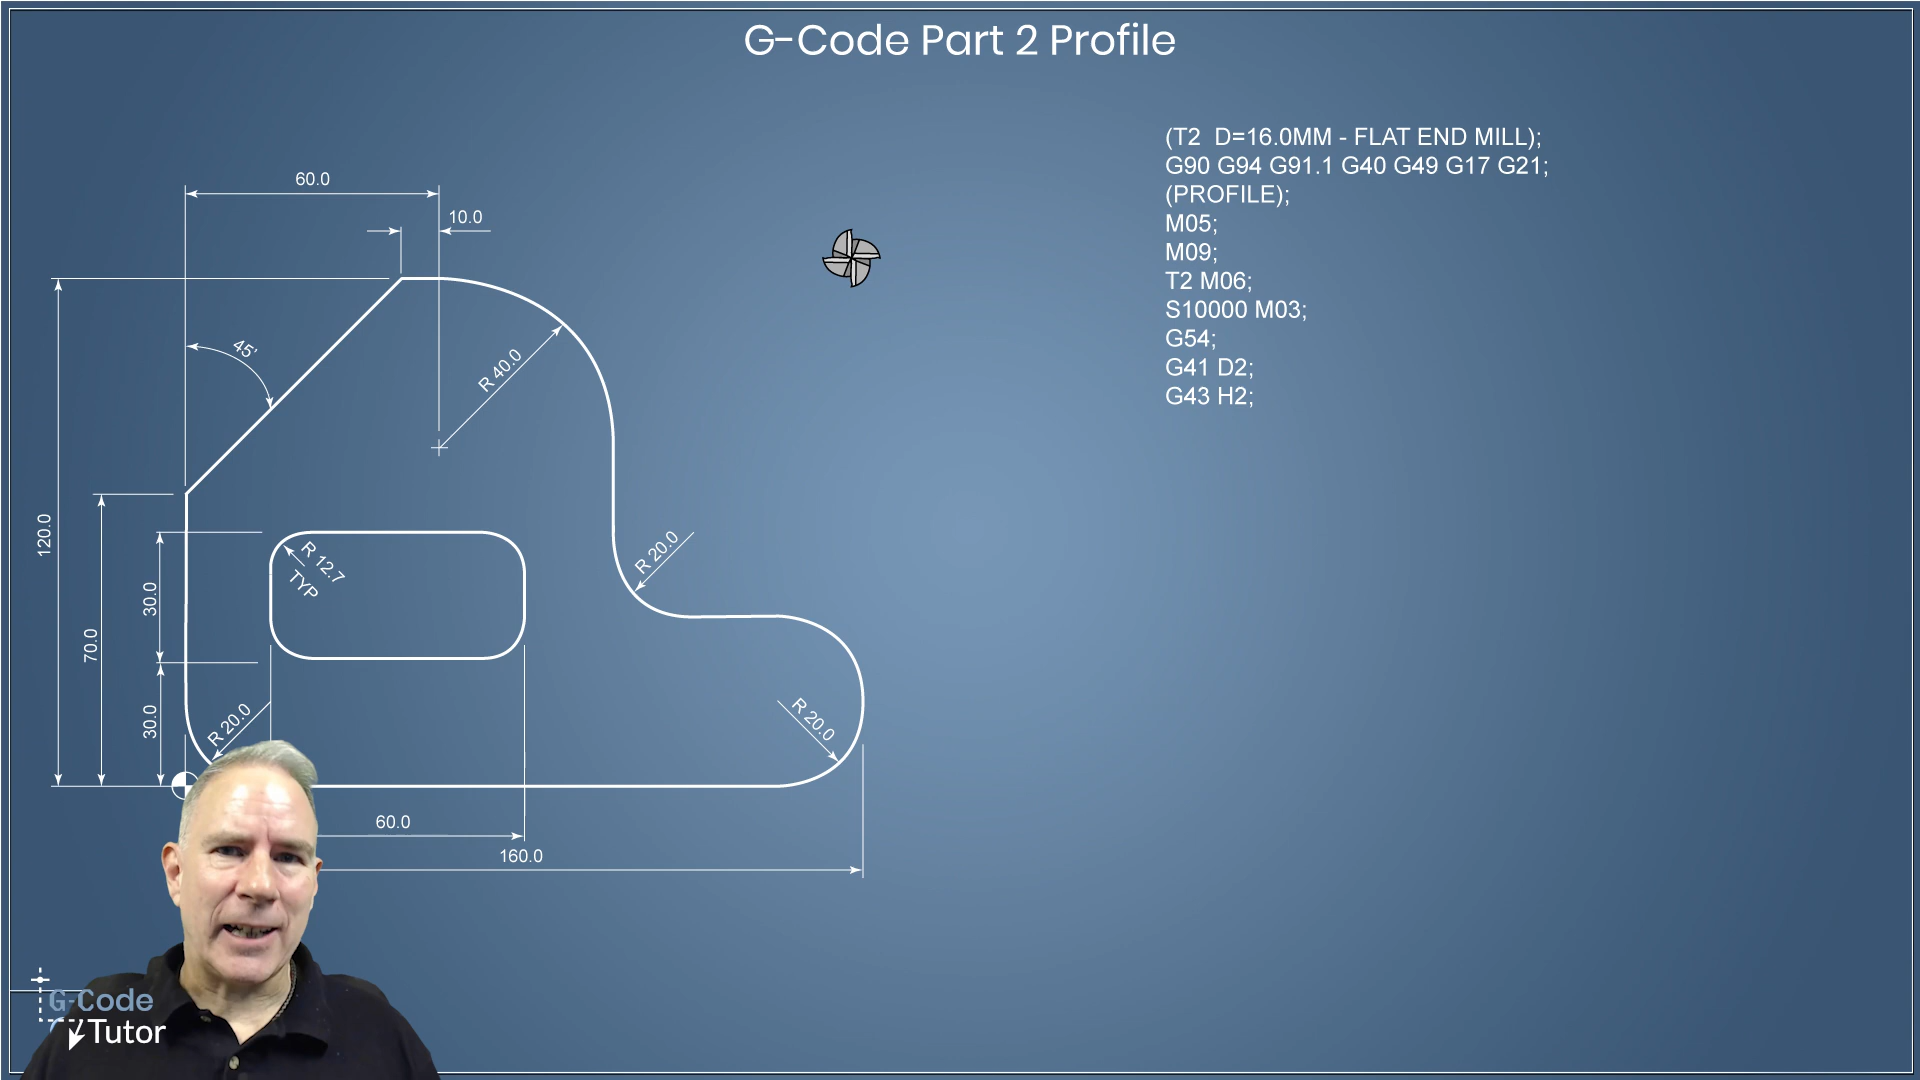 G-Code Part 2 Profile
(T2 D=16.0MM - FLAT END MILL);
G90 G94 G91.1 G40 G49 G17 G21;
(PROFILE);
M05;
M09;
T2 M06;
S10000 M03;
G54;
G41 D2;
G43 H2;
60.0
10.0
45'
R 40.0
120.0
70.0
30.0
30.0
R 12.7
TYP
R 20.0
R 20.0
R 20.0
60.0
160.0
G-Code
Tutor